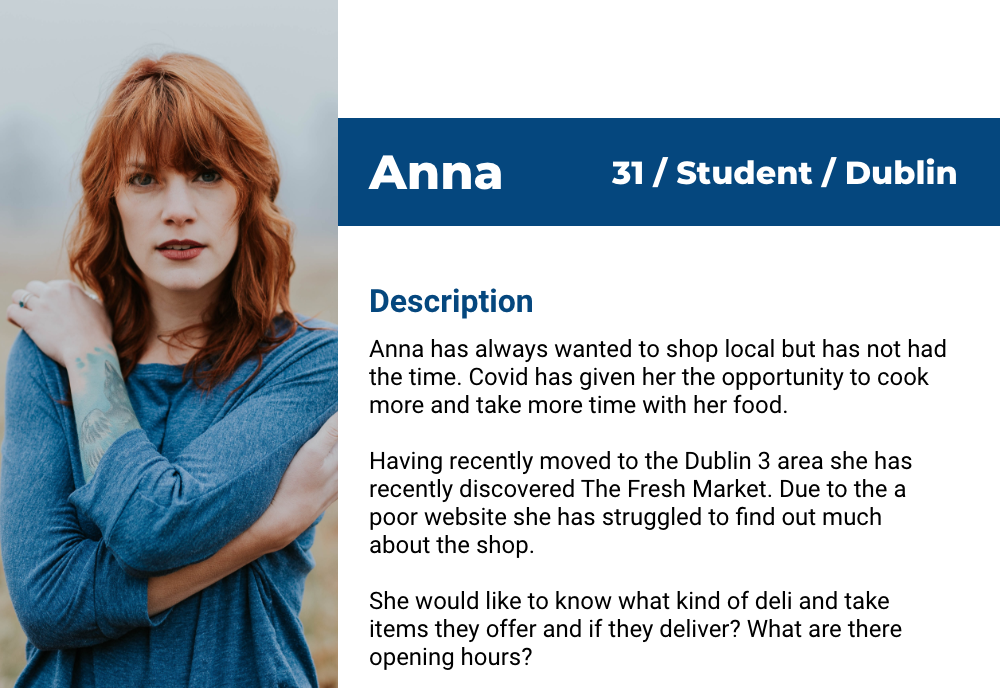 Anna
31 / Student / Dublin
Description
Anna has always wanted to shop local but has not had
the time. Covid has given her the opportunity to cook
more and take more time with her food.
Having recently moved to the Dublin 3 area she has
recently discovered The Fresh Market. Due to the a
poor website she has struggled to find out much
about the shop.
She would like to know what kind of deli and take
items they offer and if they deliver? What are there
opening hours?